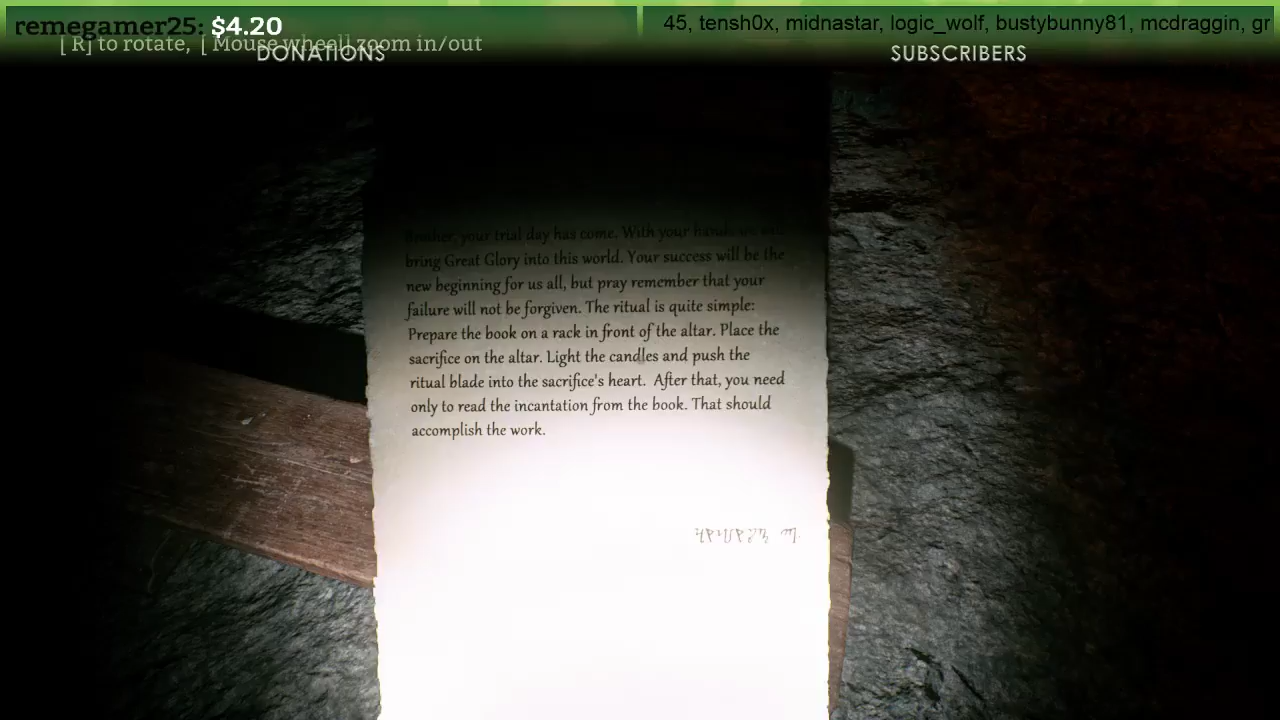 remegamer25: $4.20
45, tensh0x, midnastar, logic_wolf, bustybunny81, mcdraggin, gr
[ R] to rotate, [ Mouse wheel] zoom in/out
DONATIONS
SUBSCRIBERS
Brother, your trial day has come. With your hands we can
bring Great Glory into this world. Your success will be the
new beginning for us all, but pray remember that your
failure will not be forgiven. The ritual is quite simple:
Prepare the book on a rack in front of the altar. Place the
sacrifice on the altar. Light the candles and push the
ritual blade into the sacrifice's heart. After that, you need
only to read the incantation from the book. That should
accomplish the work.